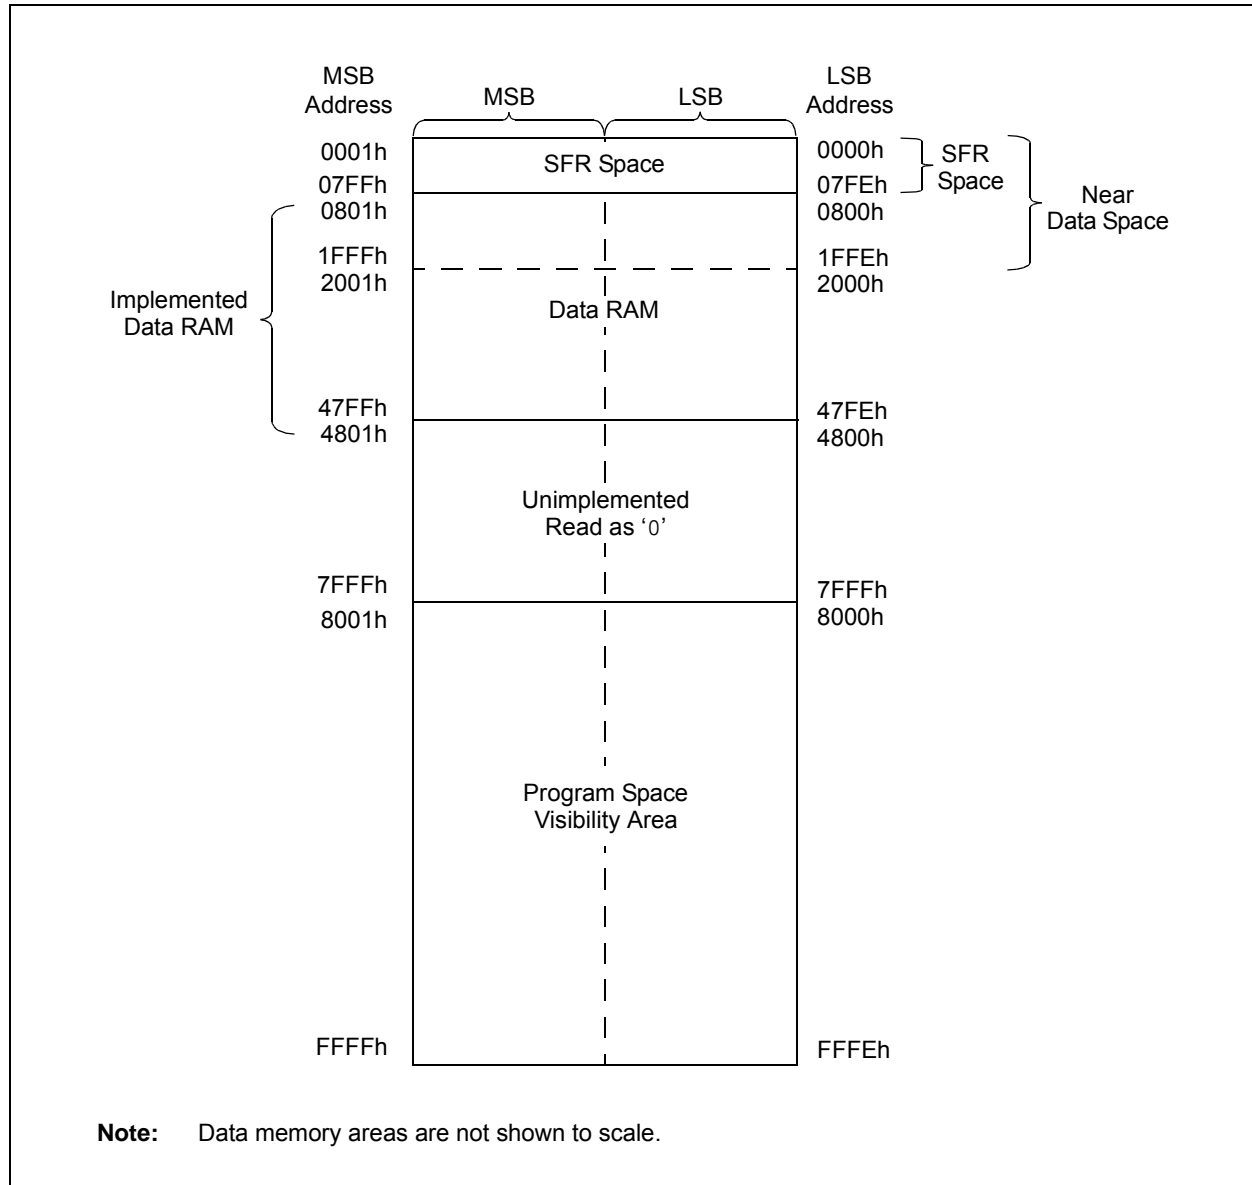 MSB
Address
MSB
LSB
LSB
Address
0001h
SFR Space
0000h
SFR
Space
07FFh
07FEh
0801h
0800h
Near
Data Space
1FFFh
1FFEh
2001h
2000h
Implemented
Data RAM
Data RAM
47FFh
47FEh
4801h
4800h
Unimplemented
Read as ‘0’
7FFFh
7FFFh
8001h
8000h
Program Space
Visibility Area
FFFFh
FFFEh
Note: Data memory areas are not shown to scale.